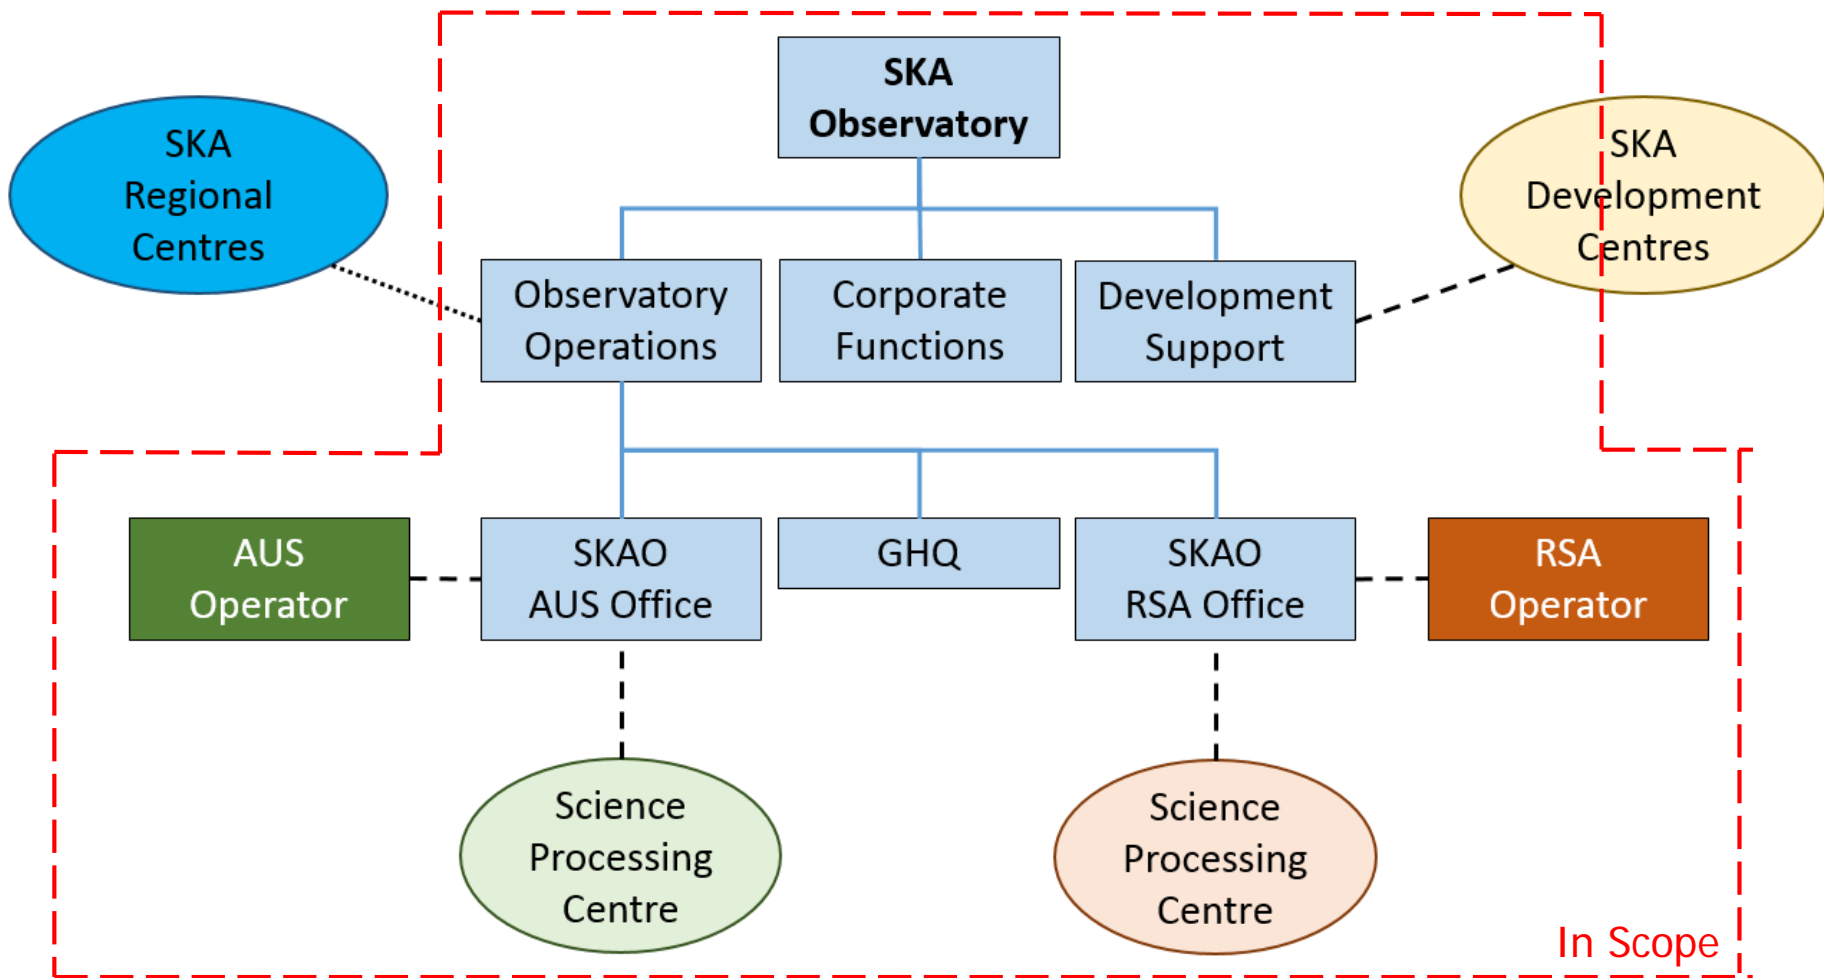 SKA
Observatory
SKA
Regional
Centres
SKA
Development
Centres
Observatory
Operations
Corporate
Functions
Development
Support
AUS
Operator
SKAO
AUS Office
GHQ
SKAO
RSA Office
RSA
Operator
Science
Processing
Centre
Science
Processing
Centre
In Scope